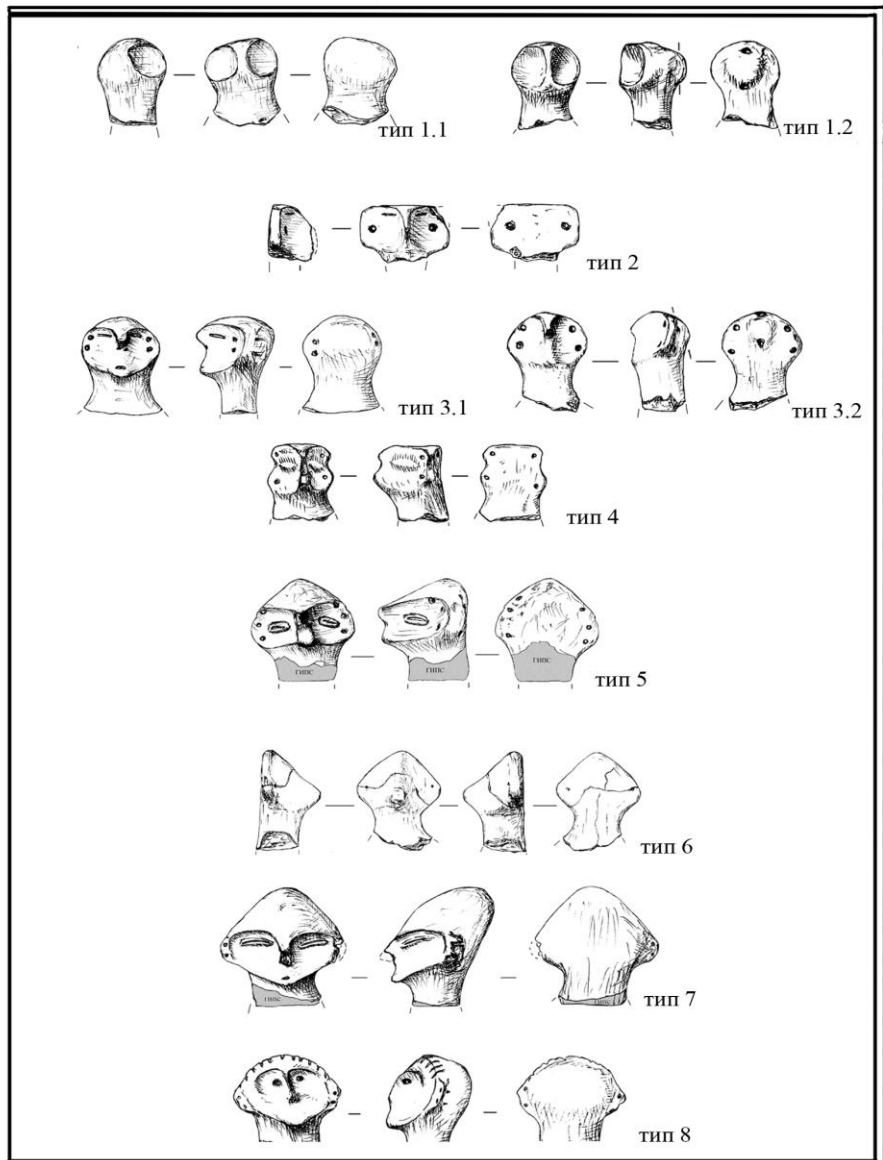 тип 1.1
тип 1.2
тип 2
тип 3.1
тип 3.2
тип 4
гипс
гипс
гипс
тип 5
тип 6
гипс
гипс
тип 7
тип 8